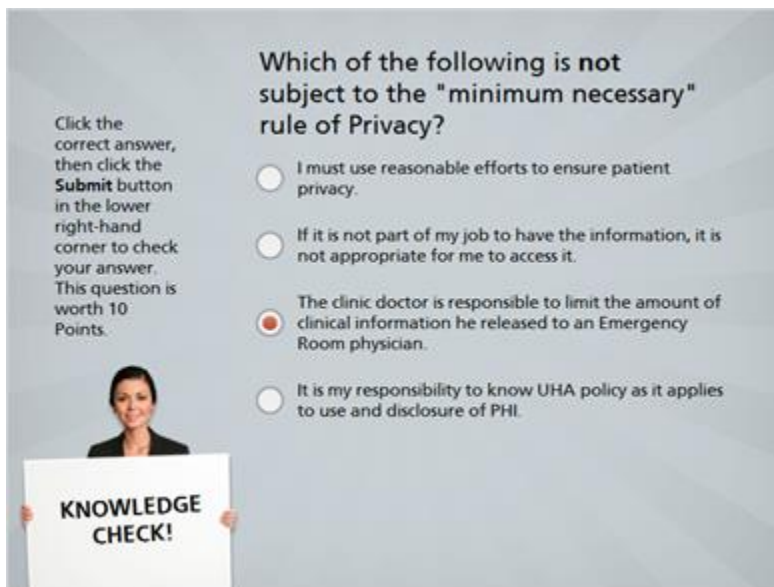 Which of the following is not
subject to the "minimum necessary"
rule of Privacy?
Click the
correct answer,
then click the
Submit button
in the lower
right-hand
corner to check
your answer.
This question is
worth 10
Points.
I must use reasonable efforts to ensure patient
privacy.
If it is not part of my job to have the information, it is
not appropriate for me to access it.
The clinic doctor is responsible to limit the amount of
clinical information he released to an Emergency
Room physician.
It is my responsibility to know UHA policy as it applies
to use and disclosure of PHI.
KNOWLEDGE
CHECK!